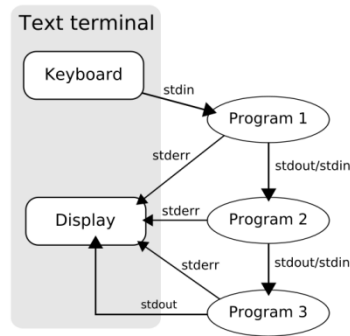 Text terminal
Keyboard
stdin
Program 1
stderr
stdout/stdin
Display
stderr
Program 2
stdout/stdin
stderr
stdout
Program 3